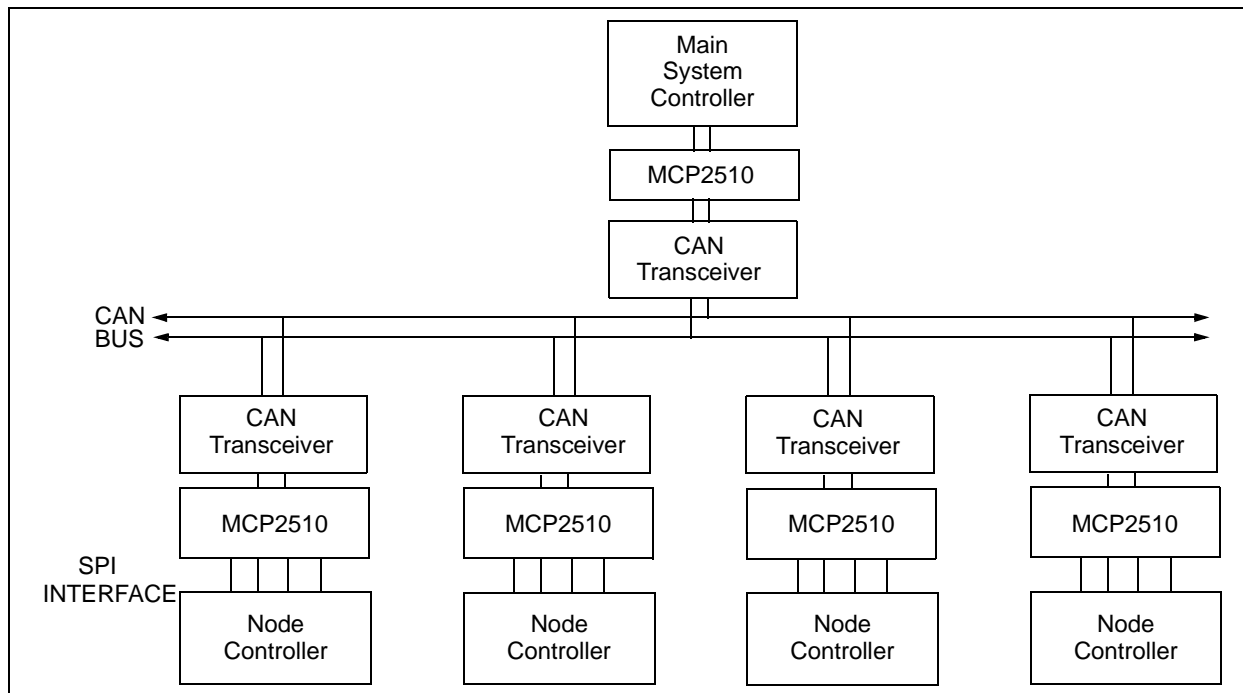 Main
System
Controller
MCP2510
CAN
Transceiver
CAN
BUS
CAN
Transceiver
CAN
Transceiver
CAN
Transceiver
CAN
Transceiver
MCP2510
MCP2510
MCP2510
MCP2510
SPI
INTERFACE
Node
Controller
Node
Controller
Node
Controller
Node
Controller